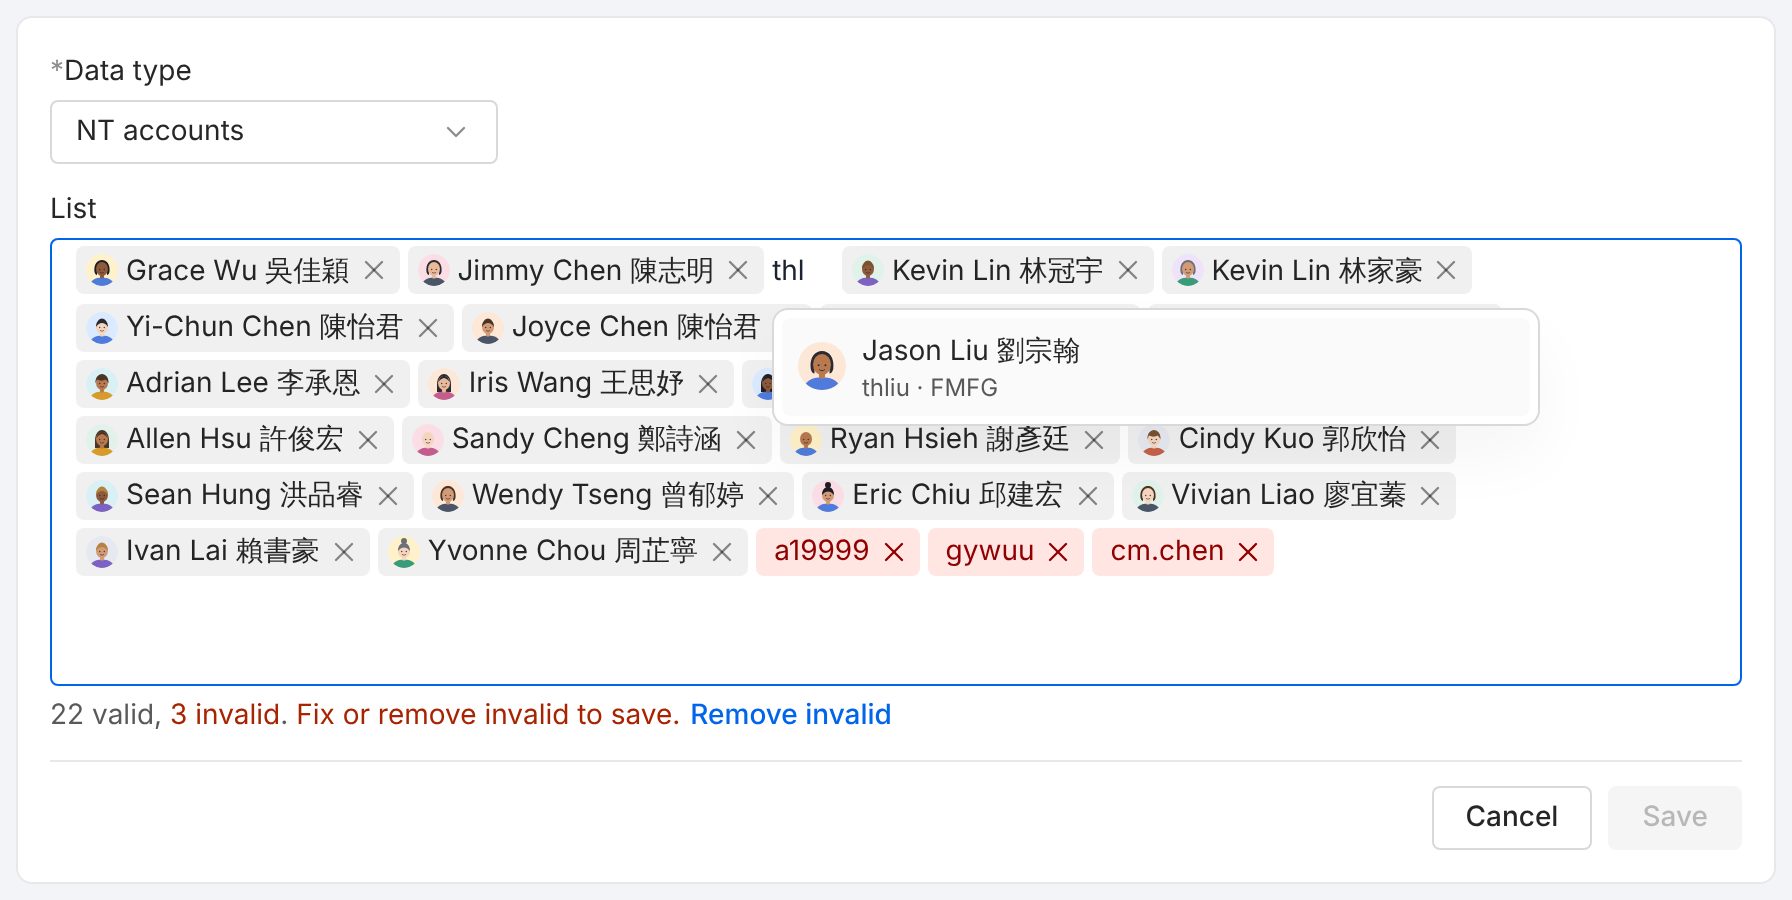 *Data type
NT accounts
List
Grace Wu 吳佳穎 Jimmy Chen 陳志明 thl Kevin Lin 林冠宇 Kevin Lin 林家豪
Yi-Chun Chen 陳怡君 Joyce Chen 陳怡君
Jason Liu 劉宗翰
thliu · FMFG
Adrian Lee 李承恩 Iris Wang 王思妤
Allen Hsu 許俊宏 Sandy Cheng 鄭詩涵 Ryan Hsieh 謝彥廷 Cindy Kuo 郭欣怡
Sean Hung 洪品睿 Wendy Tseng 曾郁婷 Eric Chiu 邱建宏 Vivian Liao 廖宜蓁
Ivan Lai 賴書豪 Yvonne Chou 周芷寧 a19999 gywuu cm.chen
22 valid, 3 invalid. Fix or remove invalid to save. Remove invalid
Cancel Save